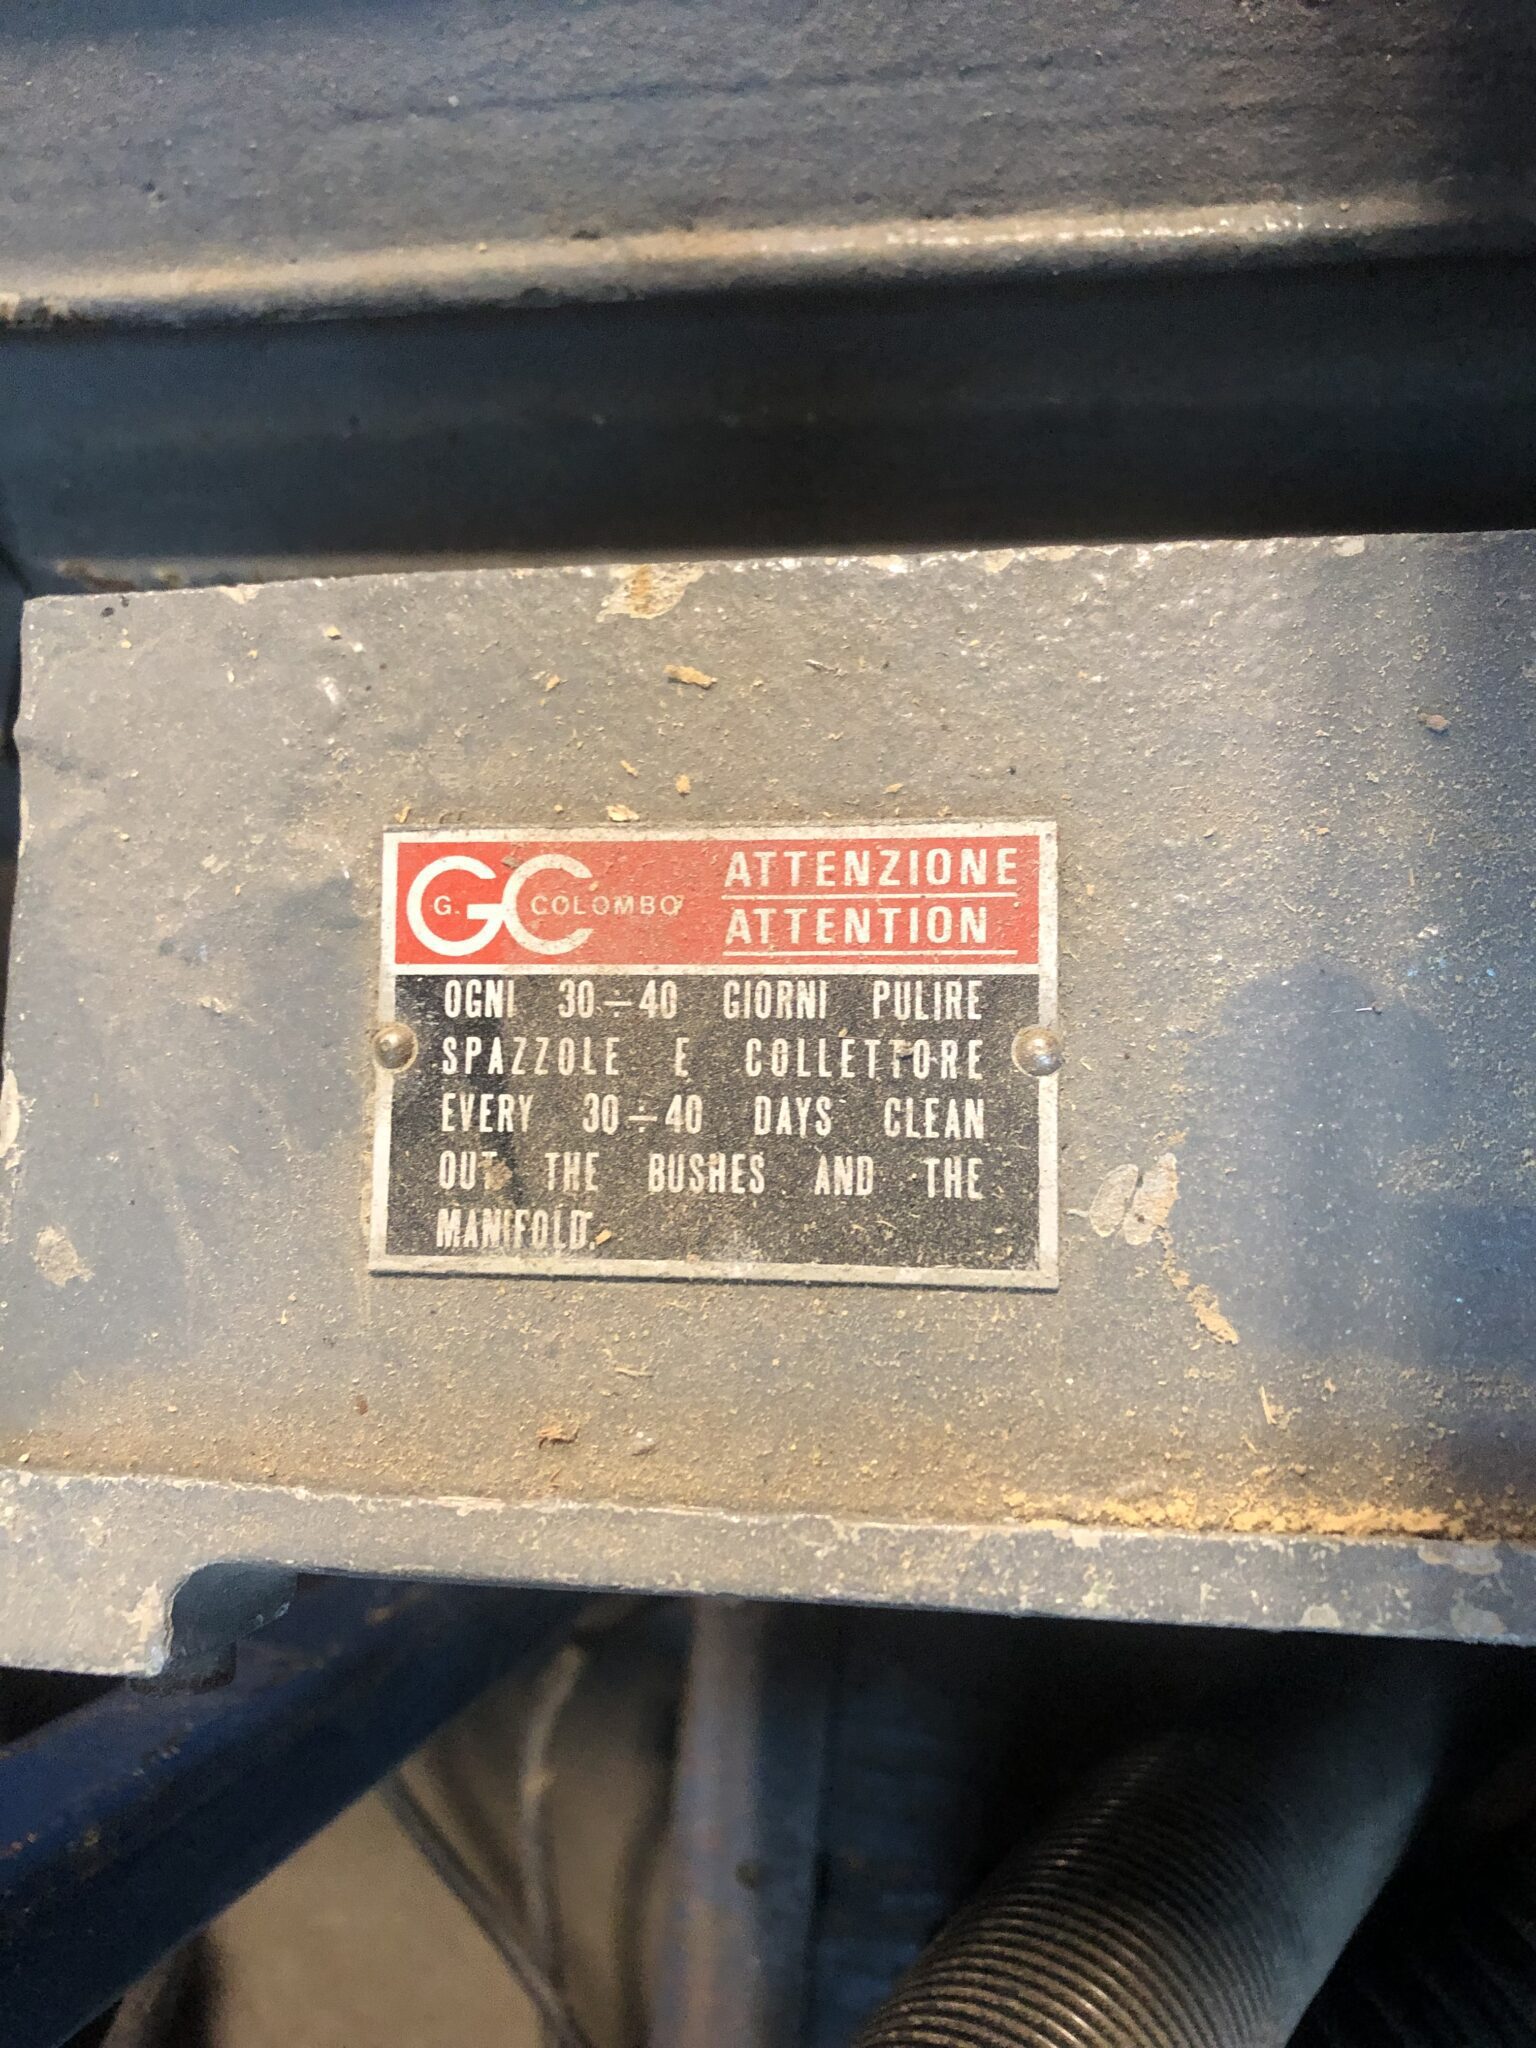 GC
G. COLOMBO
ATTENZIONE
ATTENTION
OGNI 30÷40 GIORNI PULIRE
SPAZZOLE E COLLETTORE
EVERY 30÷40 DAYS CLEAN
OUT THE BUSHES AND THE
MANIFOLD.